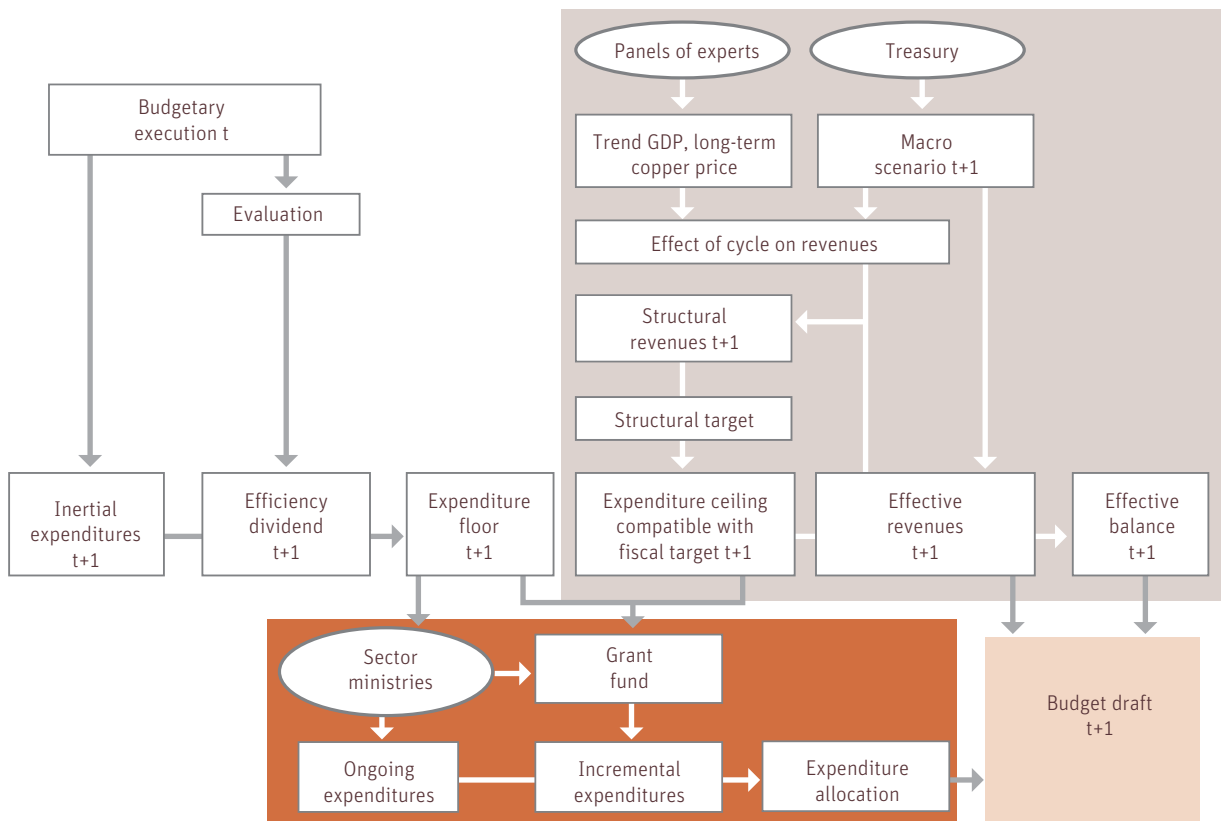 Panels of experts
Treasury
Budgetary
execution t
Trend GDP, long-term
copper price
Macro
scenario t+1
Evaluation
Effect of cycle on revenues
Structural
revenues t+1
Structural target
Inertial
expenditures
t+1
Efficiency
dividend
t+1
Expenditure
floor
t+1
Expenditure ceiling
compatible with
fiscal target t+1
Effective
revenues
t+1
Effective
balance
t+1
Sector
ministries
Grant
fund
Budget draft
t+1
Ongoing
expenditures
Incremental
expenditures
Expenditure
allocation